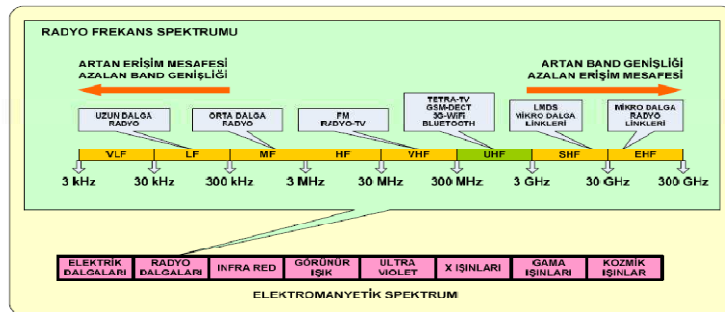 RADYO FREKANS SPEKTRUMU
ARTAN ERİŞİM MESAFESİ
AZALAN BAND GENİŞLİĞİ
ARTAN BAND GENİŞLİĞİ
AZALAN ERİŞİM MESAFESİ
UZUN DALGA
RADYO
ORTA DALGA
RADYO
FM
RADYO-TV
TETRA-TV
GSM-DECT
3G-WiFi
BLUETOOTH
LMDS
MİKRO DALGA
LİNKLERİ
MİKRO DALGA
RADYO
LİNKLERİ
VLF LF MF HF VHF UHF SHF EHF
3 kHz 30 kHz 300 kHz 3 MHz 30 MHz 300 MHz 3 GHz 30 GHz 300 GHz
ELEKTRİK
DALGALARI
RADYO
DALGALARI
INFRA RED
GÖRÜNÜR
IŞIK
ULTRA
VIOLET
X IŞINLARI
GAMA
IŞINLARI
KOZMİK
IŞINLAR
ELEKTROMANYETİK SPEKTRUM